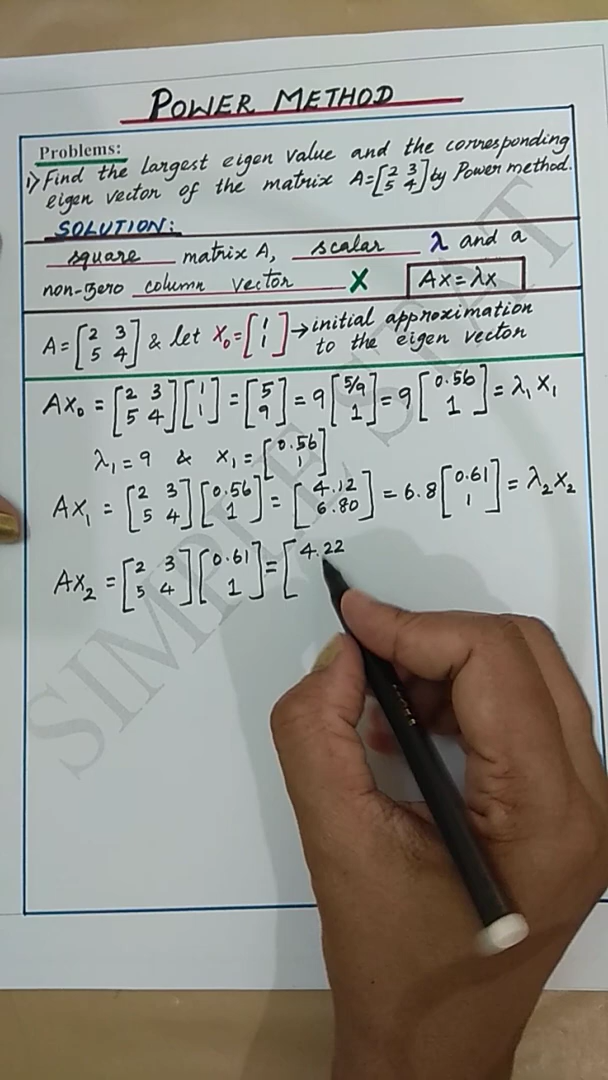 POWER METHOD
Problems:
1) Find the Largest eigen value and the corresponding
eigen vector of the matrix A=[2 3 5 4] by Power method.
SOLUTION:
square matrix A, scalar λ and a
non-zero column vector X Ax=λx
A = [2 3 5 4] & let X₀=[1 1] → initial approximation
to the eigen vector
AX₀ = [2 3 5 4][1 1] = [5 9] = 9[5/9 1] = 9[0.56 1] = λ₁X₁
λ₁ = 9 & X₁ = [0.56 1]
AX₁ = [2 3 5 4][0.56 1] = [4.12 6.80] = 6.8[0.61 1] = λ₂X₂
AX₂ = [2 3 5 4][0.61 1] = [4.22
SIMPLE STAT